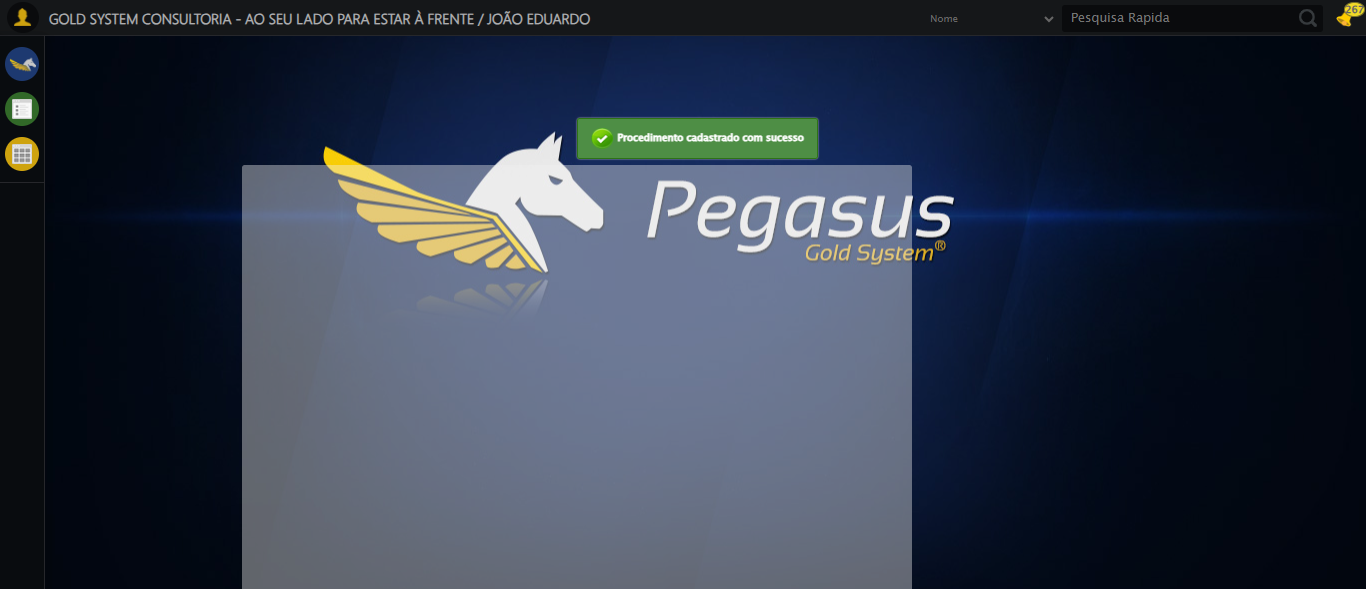 GOLD SYSTEM CONSULTORIA - AO SEU LADO PARA ESTAR À FRENTE / JOÃO EDUARDO
Nome
Pesquisa Rapida
267
Procedimento cadastrado com sucesso
Pegasus
Gold System®